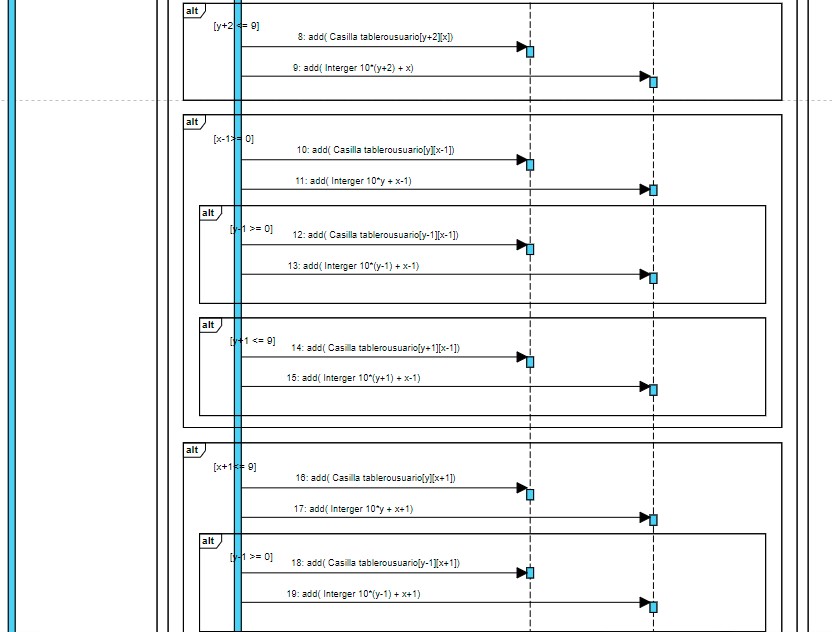 alt
[y+2<= 9]
8: add( Casilla tablerousuario[y+2][x])
9: add( Interger 10*(y+2) + x)
alt
[x-1>= 0]
10: add( Casilla tablerousuario[y][x-1])
11: add( Interger 10*y + x-1)
alt
[y-1 >= 0]
12: add( Casilla tablerousuario[y-1][x-1])
13: add( Interger 10*(y-1) + x-1)
alt
[y+1 <= 9]
14: add( Casilla tablerousuario[y+1][x-1])
15: add( Interger 10*(y+1) + x-1)
alt
[x+1<= 9]
16: add( Casilla tablerousuario[y][x+1])
17: add( Interger 10*y + x+1)
alt
[y-1 >= 0]
18: add( Casilla tablerousuario[y-1][x+1])
19: add( Interger 10*(y-1) + x+1)